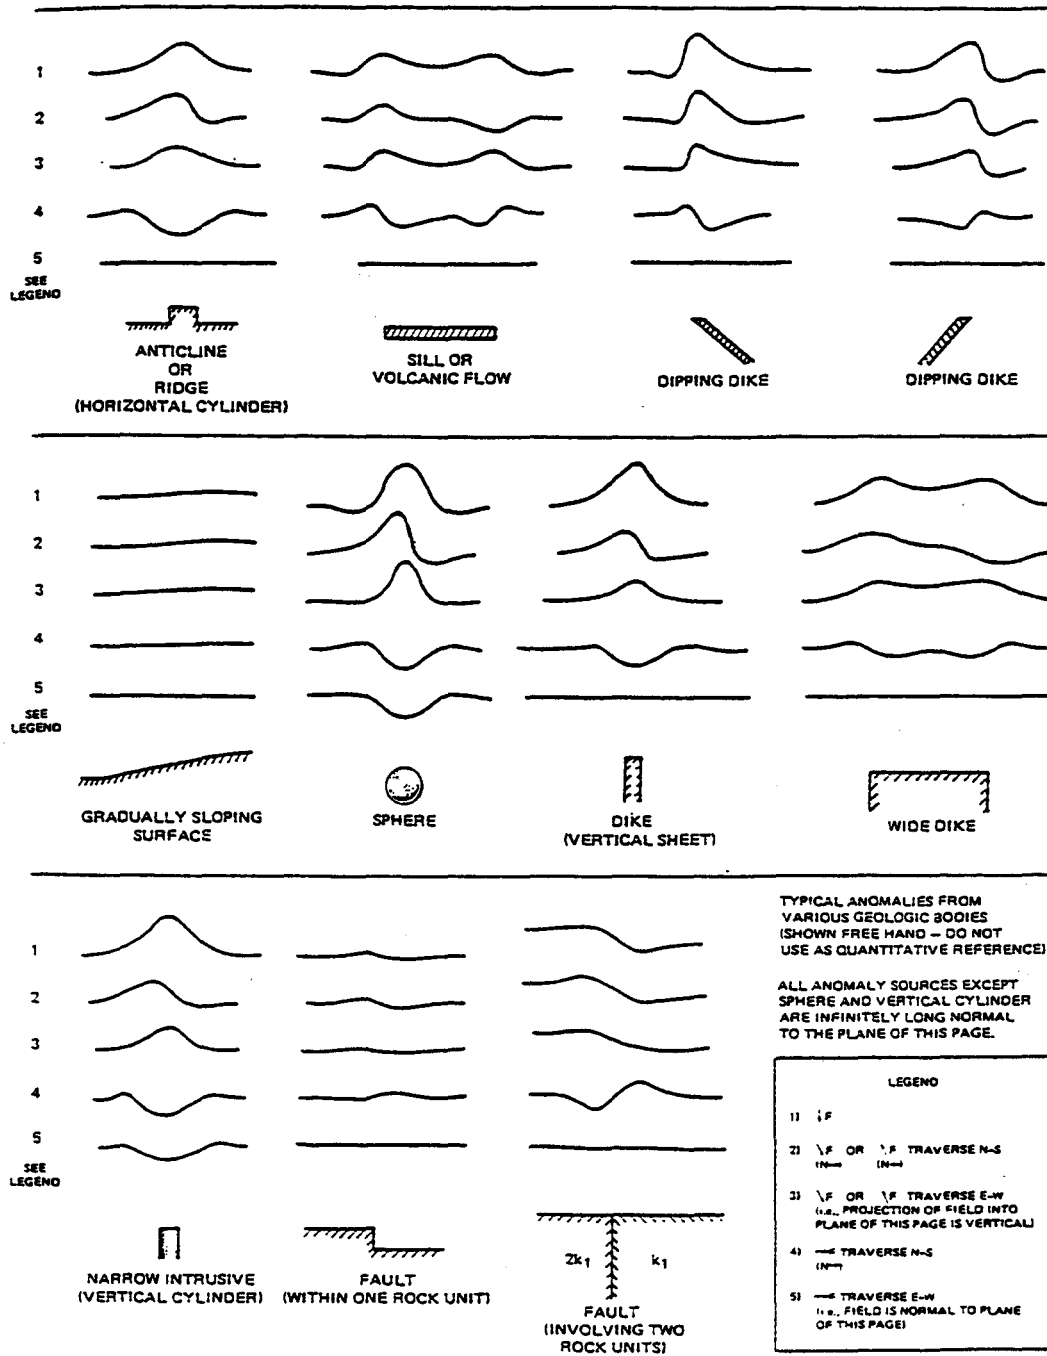 1
2
3
4
5
SEE
LEGEND
ANTICLINE
OR
RIDGE
(HORIZONTAL CYLINDER)
SILL OR
VOLCANIC FLOW
DIPPING DIKE
DIPPING DIKE
1
2
3
4
5
SEE
LEGEND
GRADUALLY SLOPING
SURFACE
SPHERE
DIKE
(VERTICAL SHEET)
WIDE DIKE
1
2
3
4
5
SEE
LEGEND
NARROW INTRUSIVE
(VERTICAL CYLINDER)
FAULT
(WITHIN ONE ROCK UNIT)
2k₁ k₁
FAULT
(INVOLVING TWO
ROCK UNITS)
TYPICAL ANOMALIES FROM
VARIOUS GEOLOGIC BODIES
(SHOWN FREE HAND – DO NOT
USE AS QUANTITATIVE REFERENCE)
ALL ANOMALY SOURCES EXCEPT
SPHERE AND VERTICAL CYLINDER
ARE INFINITELY LONG NORMAL
TO THE PLANE OF THIS PAGE.
LEGEND
1) F
2) F OR F TRAVERSE N-S
3) F OR F TRAVERSE E-W
(i.e., PROJECTION OF FIELD INTO
PLANE OF THIS PAGE IS VERTICAL)
4) TRAVERSE N-S
5) TRAVERSE E-W
(i.e., FIELD IS NORMAL TO PLANE
OF THIS PAGE)